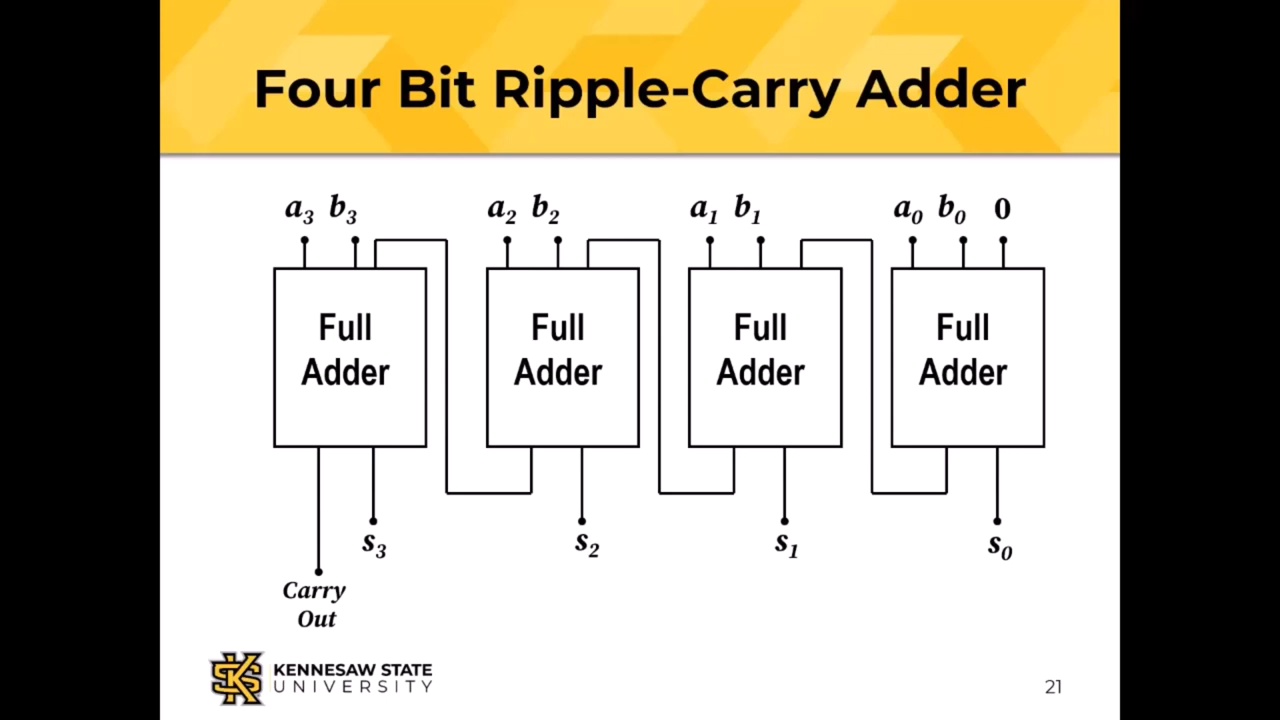 Four Bit Ripple-Carry Adder
a3 b3 a2 b2 a1 b1 a0 b0 0
Full Full Full Full
Adder Adder Adder Adder
s3 s2 s1 s0
Carry
Out
KENNESAW STATE
UNIVERSITY
21